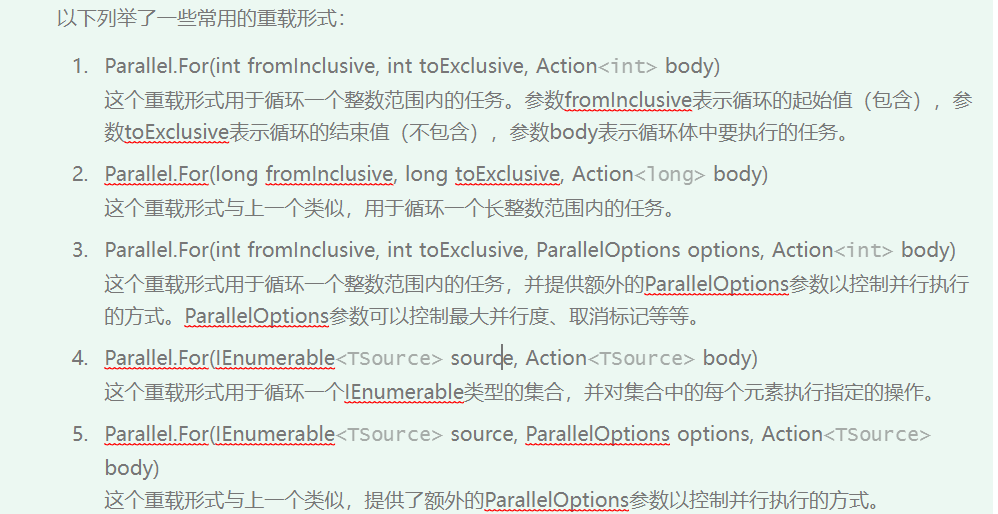 以下列举了一些常用的重载形式：
1. Parallel.For(int fromInclusive, int toExclusive, Action<int> body)
这个重载形式用于循环一个整数范围内的任务。参数fromInclusive表示循环的起始值（包含），参
数toExclusive表示循环的结束值（不包含），参数body表示循环体中要执行的任务。
2. Parallel.For(long fromInclusive, long toExclusive, Action<long> body)
这个重载形式与上一个类似，用于循环一个长整数范围内的任务。
3. Parallel.For(int fromInclusive, int toExclusive, ParallelOptions options, Action<int> body)
这个重载形式用于循环一个整数范围内的任务，并提供额外的ParallelOptions参数以控制并行执行
的方式。ParallelOptions参数可以控制最大并行度、取消标记等等。
4. Parallel.For(IEnumerable<TSource> source, Action<TSource> body)
这个重载形式用于循环一个IEnumerable类型的集合，并对集合中的每个元素执行指定的操作。
5. Parallel.For(IEnumerable<TSource> source, ParallelOptions options, Action<TSource>
body)
这个重载形式与上一个类似，提供了额外的ParallelOptions参数以控制并行执行的方式。